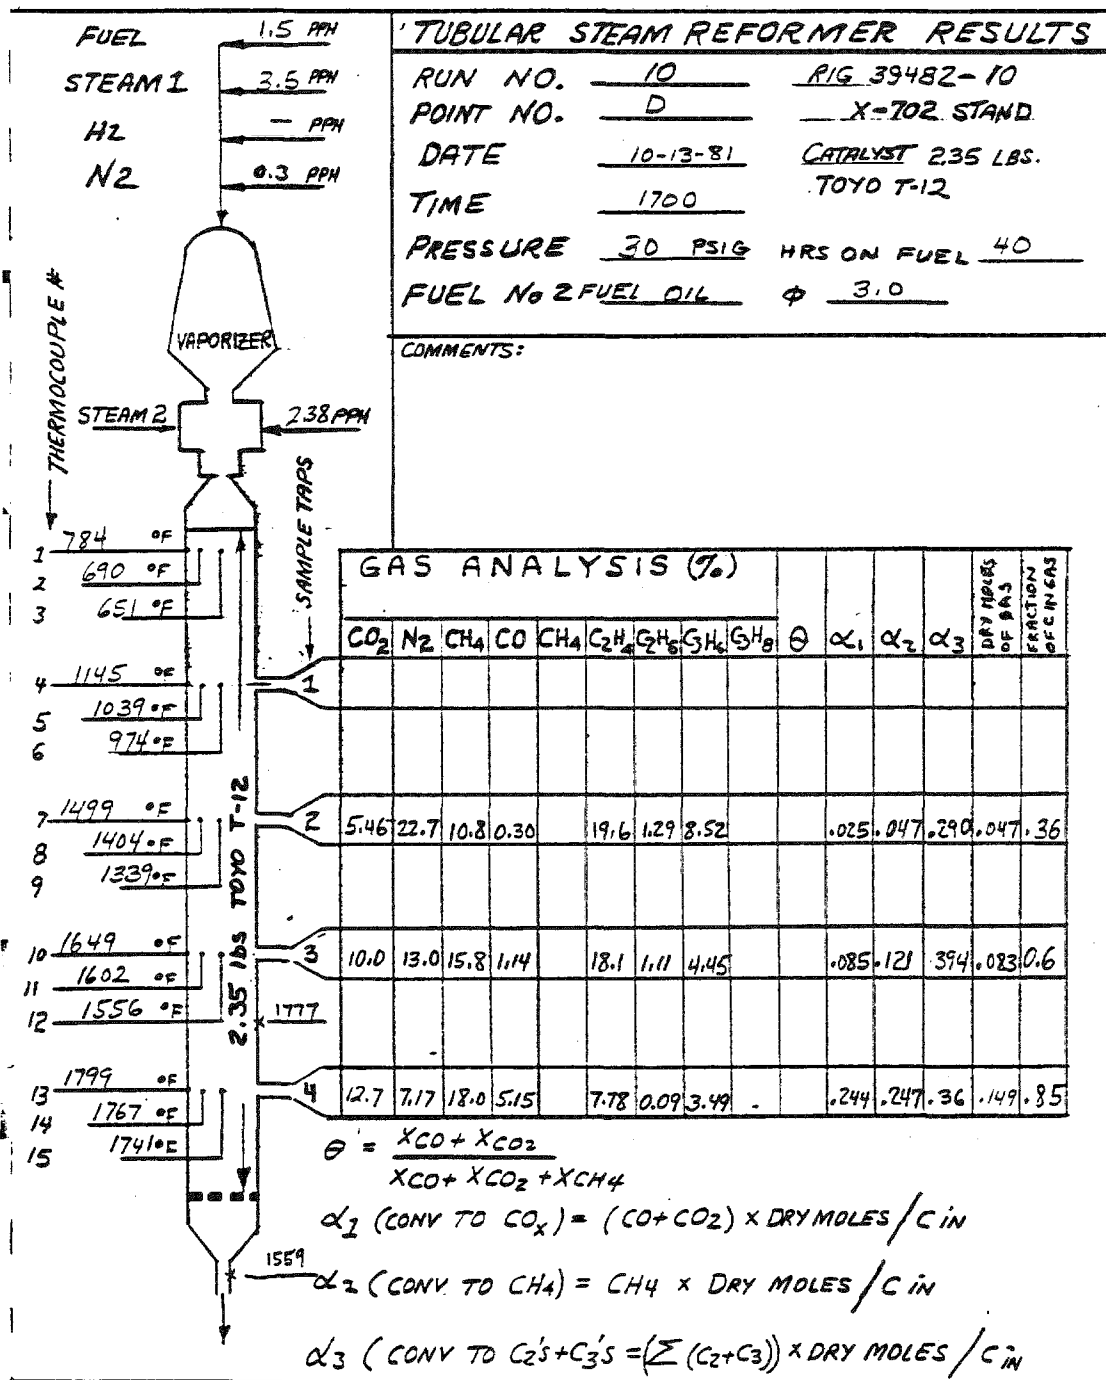 TUBULAR STEAM REFORMER RESULTS
FUEL 1.5 PPH
STEAM 1 3.5 PPH
H2 — PPH
N2 0.3 PPH
RUN NO. 10 RIG 39482-10
POINT NO. D X-702 STAND
DATE 10-13-81 CATALYST 2.35 LBS.
TOYO T-12
TIME 1700
PRESSURE 30 PSIG HRS ON FUEL 40
FUEL No 2 FUEL OIL Φ 3.0
COMMENTS:
VAPORIZER
STEAM 2 2.38 PPH
THERMOCOUPLE #
SAMPLE TAPS
2.35 lbs TOYO T-12
1 784 °F
2 690 °F
3 651 °F
4 1145 °F
5 1039 °F
6 974 °F
7 1499 °F
8 1404 °F
9 1339 °F
10 1649 °F
11 1602 °F
12 1556 °F
1777
13 1799 °F
14 1767 °F
15 1741 °F
1559
GAS ANALYSIS (%)
CO2 N2 CH4 CO CH4 C2H4 C2H6 C3H6 C3H8 θ α1 α2 α3 DRY MOLES OF GAS FRACTION OF C IN GAS
1
2 5.46 22.7 10.8 0.30 19.6 1.29 8.52 .025 .047 .290 .047 .36
3 10.0 13.0 15.8 1.14 18.1 1.11 4.45 .085 .121 .394 .083 0.6
4 12.7 7.17 18.0 5.15 7.78 0.09 3.49 .244 .247 .36 .149 .85
θ = XCO + XCO2 / XCO + XCO2 + XCH4
α1 (CONV TO COx) = (CO+CO2) × DRY MOLES / C IN
α2 (CONV. TO CH4) = CH4 × DRY MOLES / C IN
α3 (CONV TO C2's+C3's = (Σ (C2+C3)) × DRY MOLES / C IN